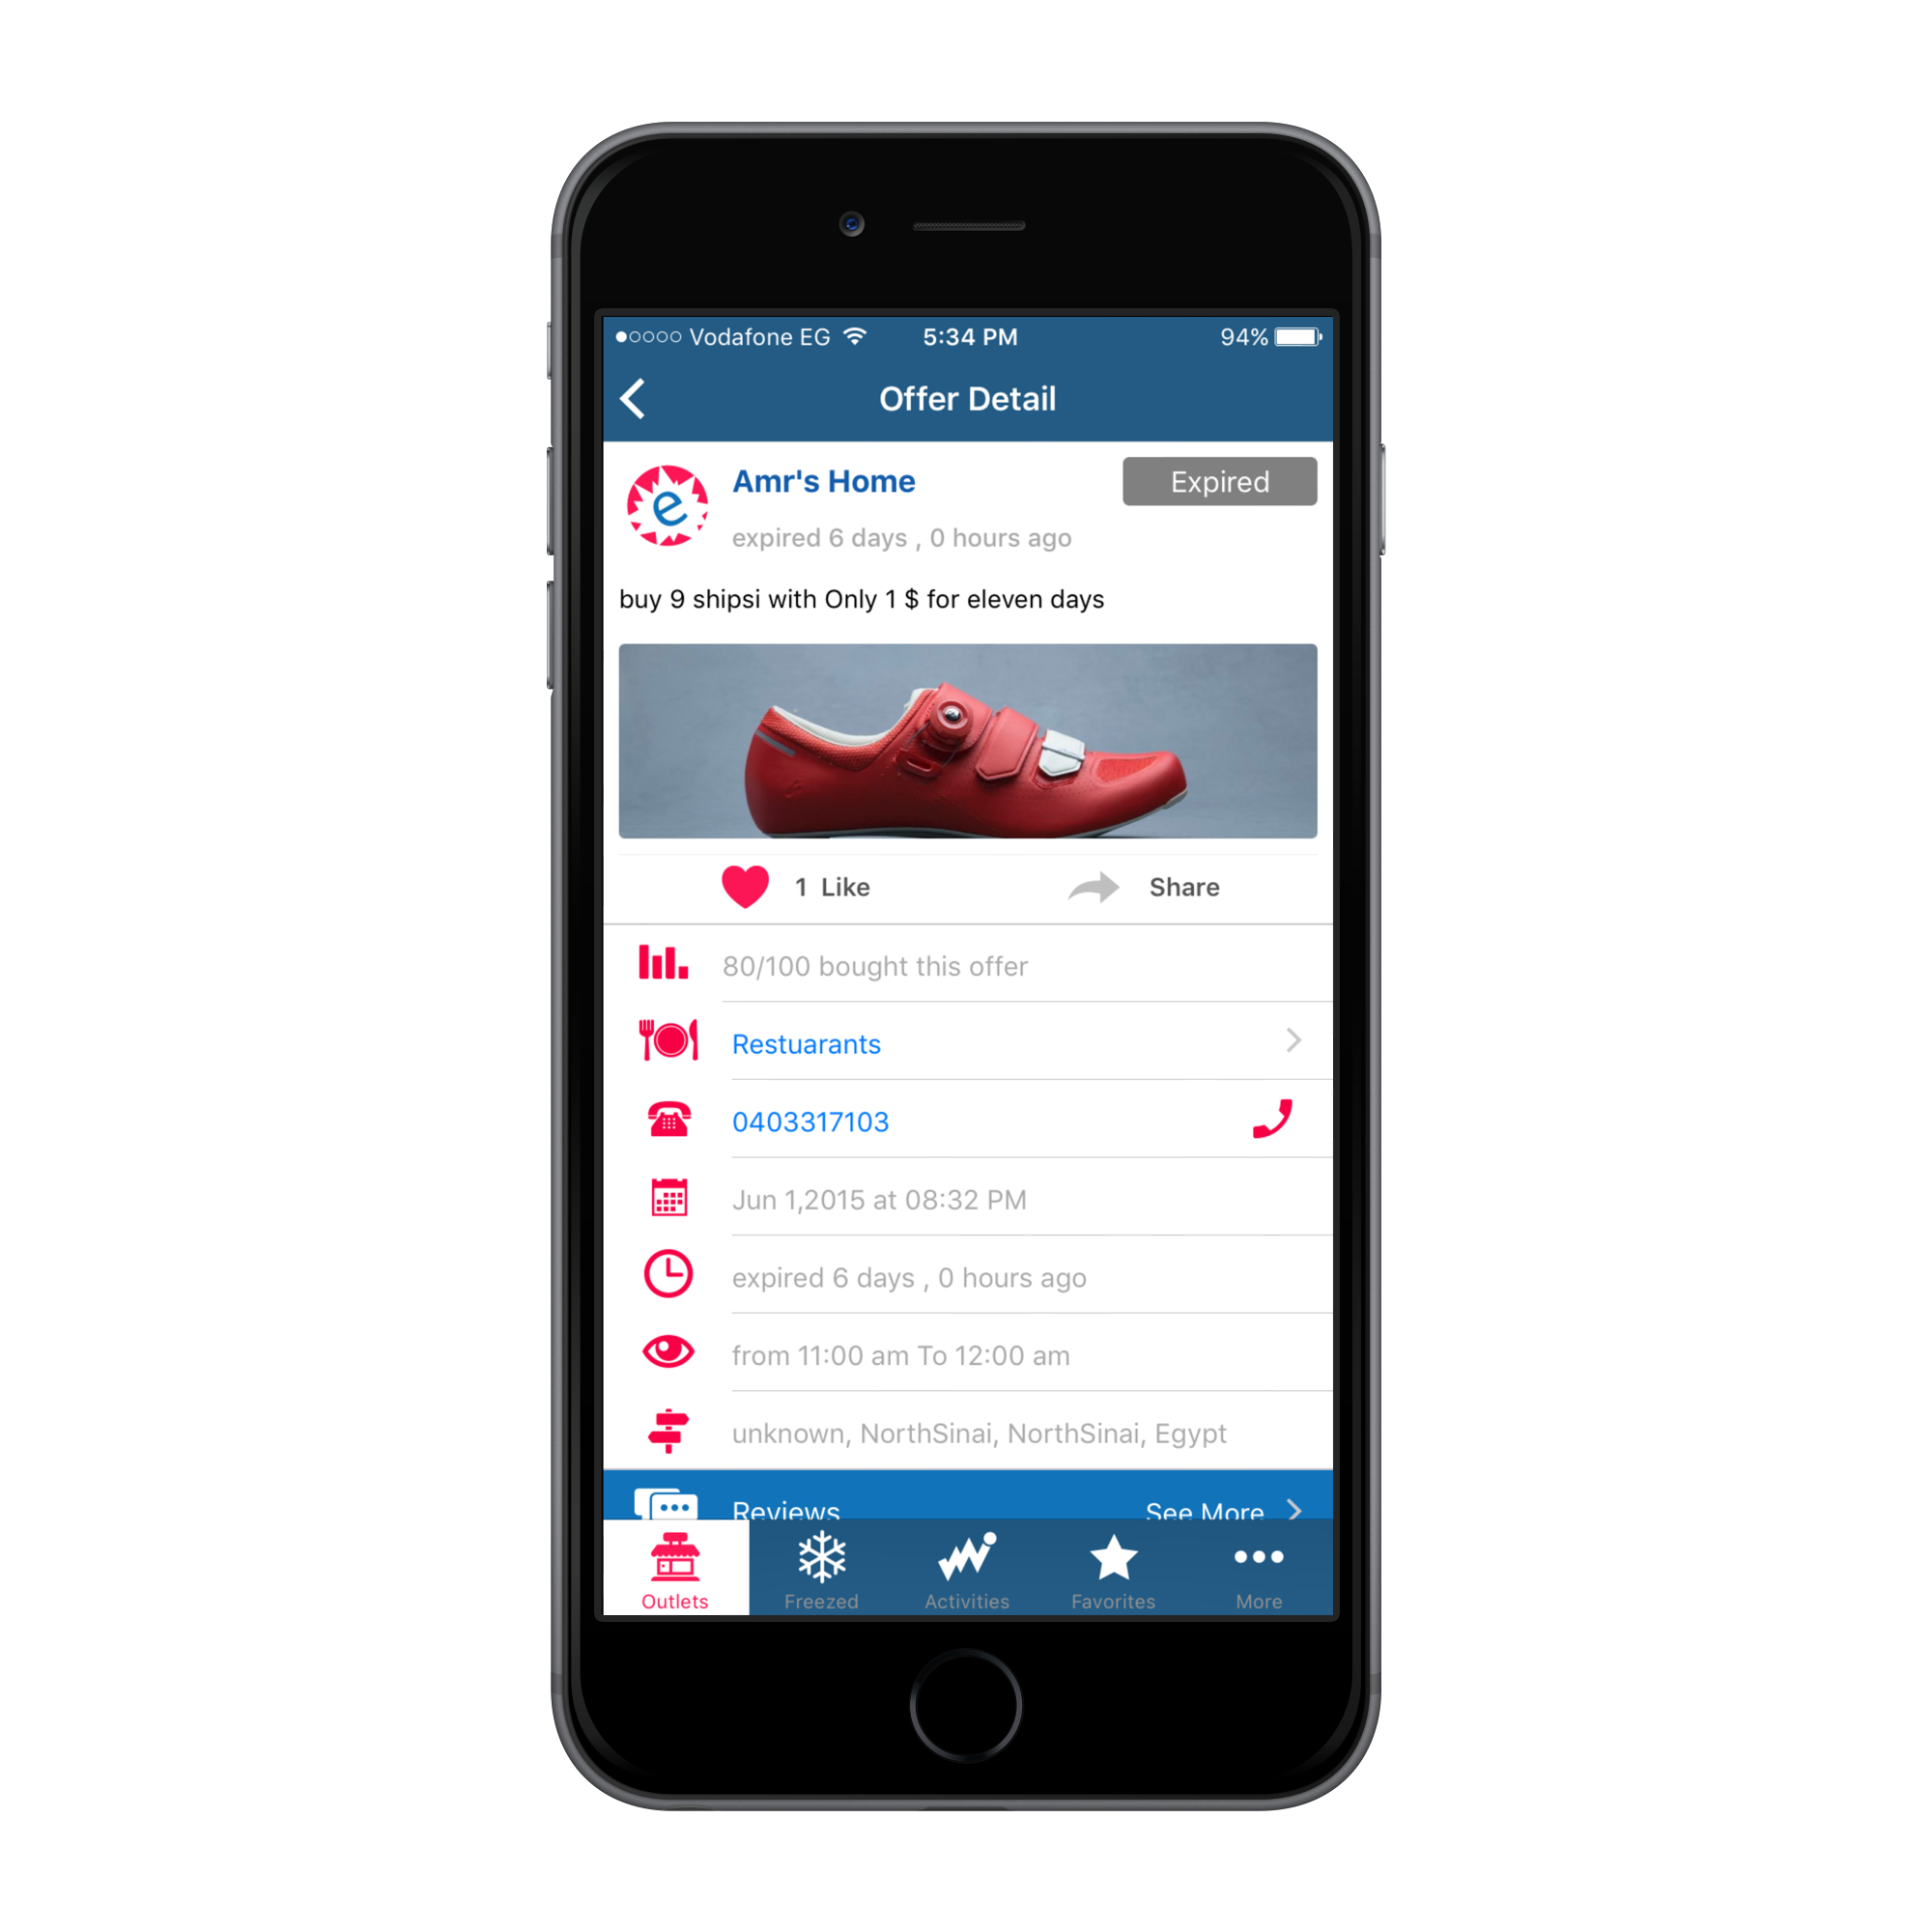 Vodafone EG 5:34 PM 94%
Offer Detail
Amr's Home Expired
expired 6 days , 0 hours ago
buy 9 shipsi with Only 1 $ for eleven days
1 Like Share
80/100 bought this offer
Restuarants
0403317103
Jun 1,2015 at 08:32 PM
expired 6 days , 0 hours ago
from 11:00 am To 12:00 am
unknown, NorthSinai, NorthSinai, Egypt
Reviews See More
Outlets Freezed Activities Favorites More